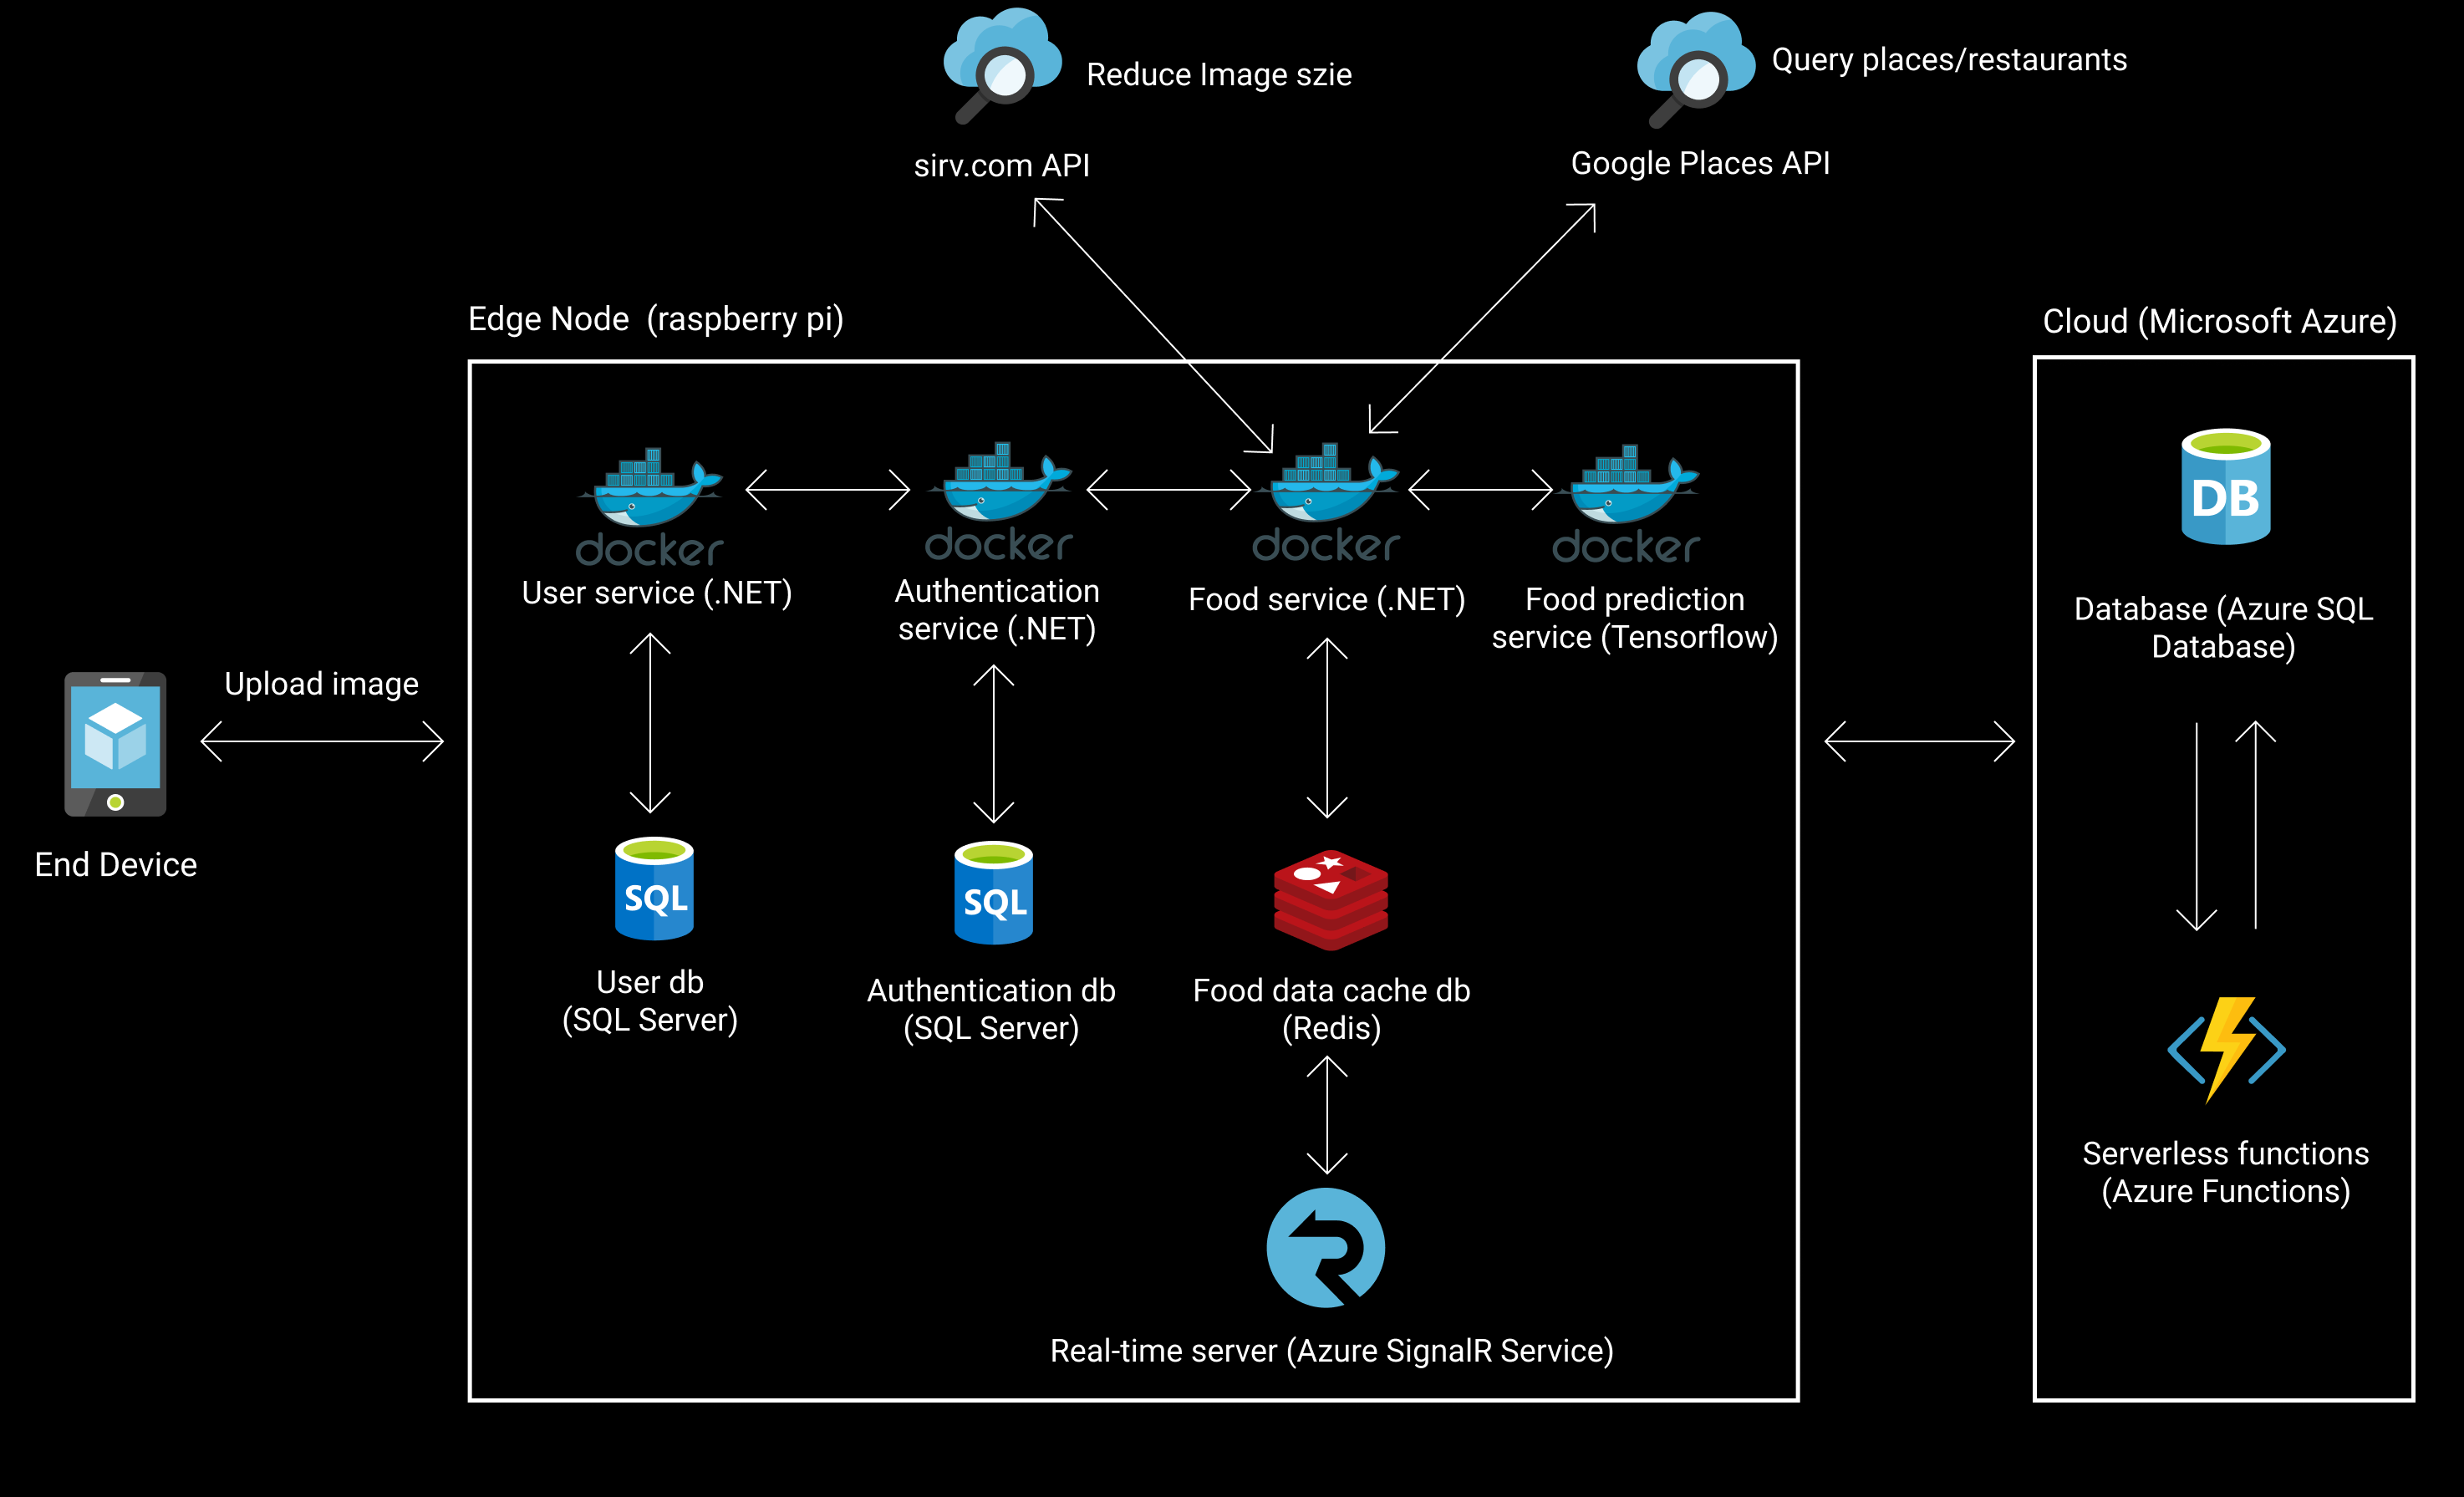 Reduce Image szie
Query places/restaurants
sirv.com API
Google Places API
Edge Node  (raspberry pi)
Cloud (Microsoft Azure)
docker
docker
docker
docker
User service (.NET)
Authentication
service (.NET)
Food service (.NET)
Food prediction
service (Tensorflow)
DB
Database (Azure SQL
Database)
Upload image
End Device
SQL
SQL
User db
(SQL Server)
Authentication db
(SQL Server)
Food data cache db
(Redis)
Serverless functions
(Azure Functions)
Real-time server (Azure SignalR Service)